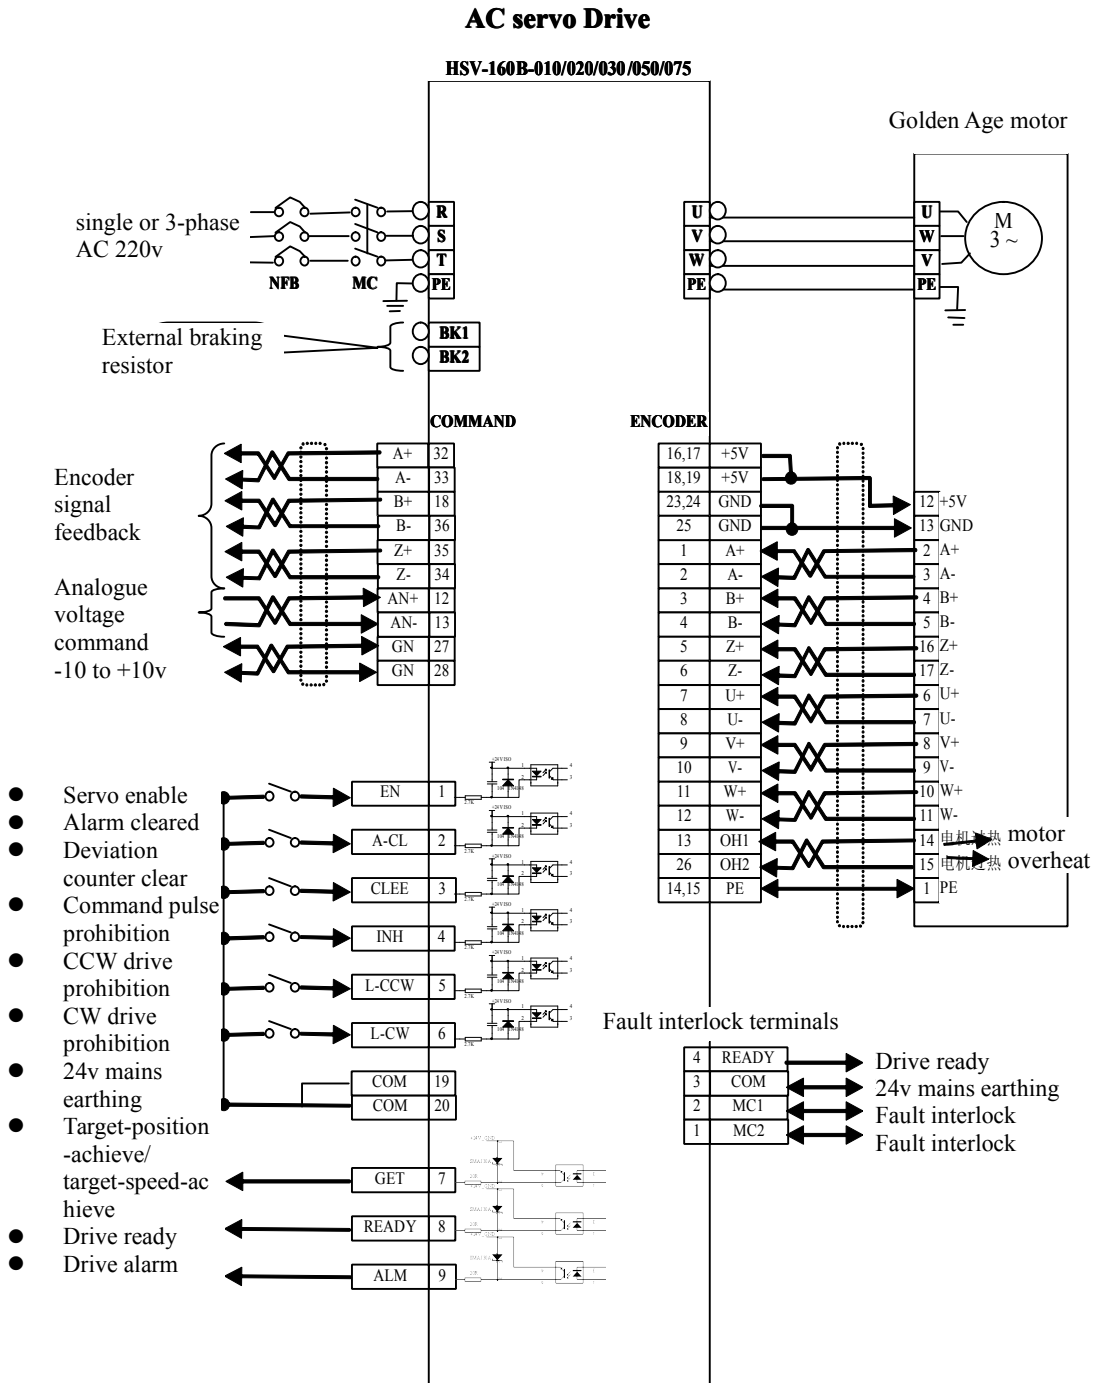 AC servo Drive
HSV-160B-010/020/030/050/075
Golden Age motor
single or 3-phase
AC 220v
NFB
MC
R
S
T
PE
U
V
W
PE
U
W
V
PE
M
3 ~
External braking
resistor
BK1
BK2
COMMAND
ENCODER
Encoder
signal
feedback
Analogue
voltage
command
-10 to +10v
A+ 32
A- 33
B+ 18
B- 36
Z+ 35
Z- 34
AN+ 12
AN- 13
GN 27
GN 28
16,17 +5V
18,19 +5V
23,24 GND
25 GND
1 A+
2 A-
3 B+
4 B-
5 Z+
6 Z-
7 U+
8 U-
9 V+
10 V-
11 W+
12 W-
13 OH1
26 OH2
14,15 PE
12 +5V
13 GND
2 A+
3 A-
4 B+
5 B-
16 Z+
17 Z-
6 U+
7 U-
8 V+
9 V-
10 W+
11 W-
14 电机过热 motor
15 电机过热 overheat
1 PE
● Servo enable
● Alarm cleared
● Deviation
counter clear
● Command pulse
prohibition
● CCW drive
prohibition
● CW drive
prohibition
● 24v mains
earthing
● Target-position
-achieve/
target-speed-ac
hieve
● Drive ready
● Drive alarm
EN 1
A-CL 2
CLEE 3
INH 4
L-CCW 5
L-CW 6
COM 19
COM 20
GET 7
READY 8
ALM 9
Fault interlock terminals
4 READY Drive ready
3 COM 24v mains earthing
2 MC1 Fault interlock
1 MC2 Fault interlock